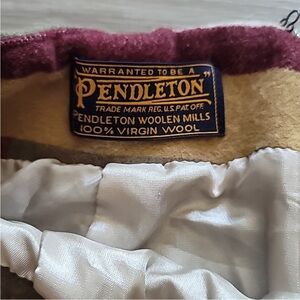 WARRANTED TO BE A
"PENDLETON"
TRADE MARK REG. U.S. PAT. OFF.
PENDLETON WOOLEN MILLS
100% VIRGIN WOOL